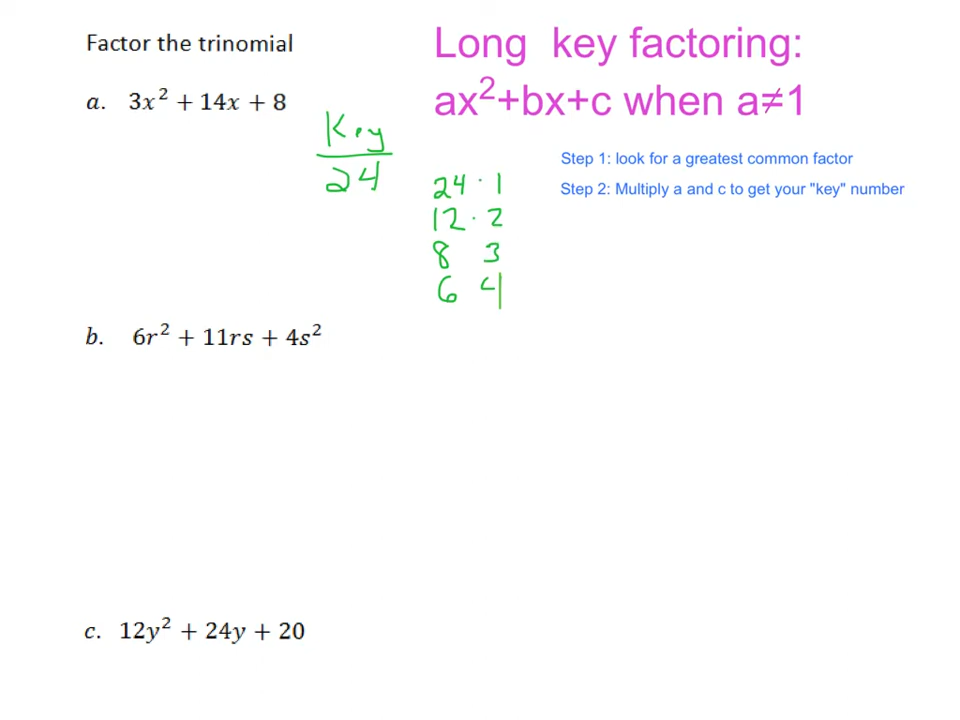 Factor the trinomial
Long key factoring:
ax²+bx+c when a≠1
a. 3x² + 14x + 8
Key
24
Step 1: look for a greatest common factor
Step 2: Multiply a and c to get your "key" number
24 · 1
12 · 2
8 3
6 4
b. 6r² + 11rs + 4s²
c. 12y² + 24y + 20